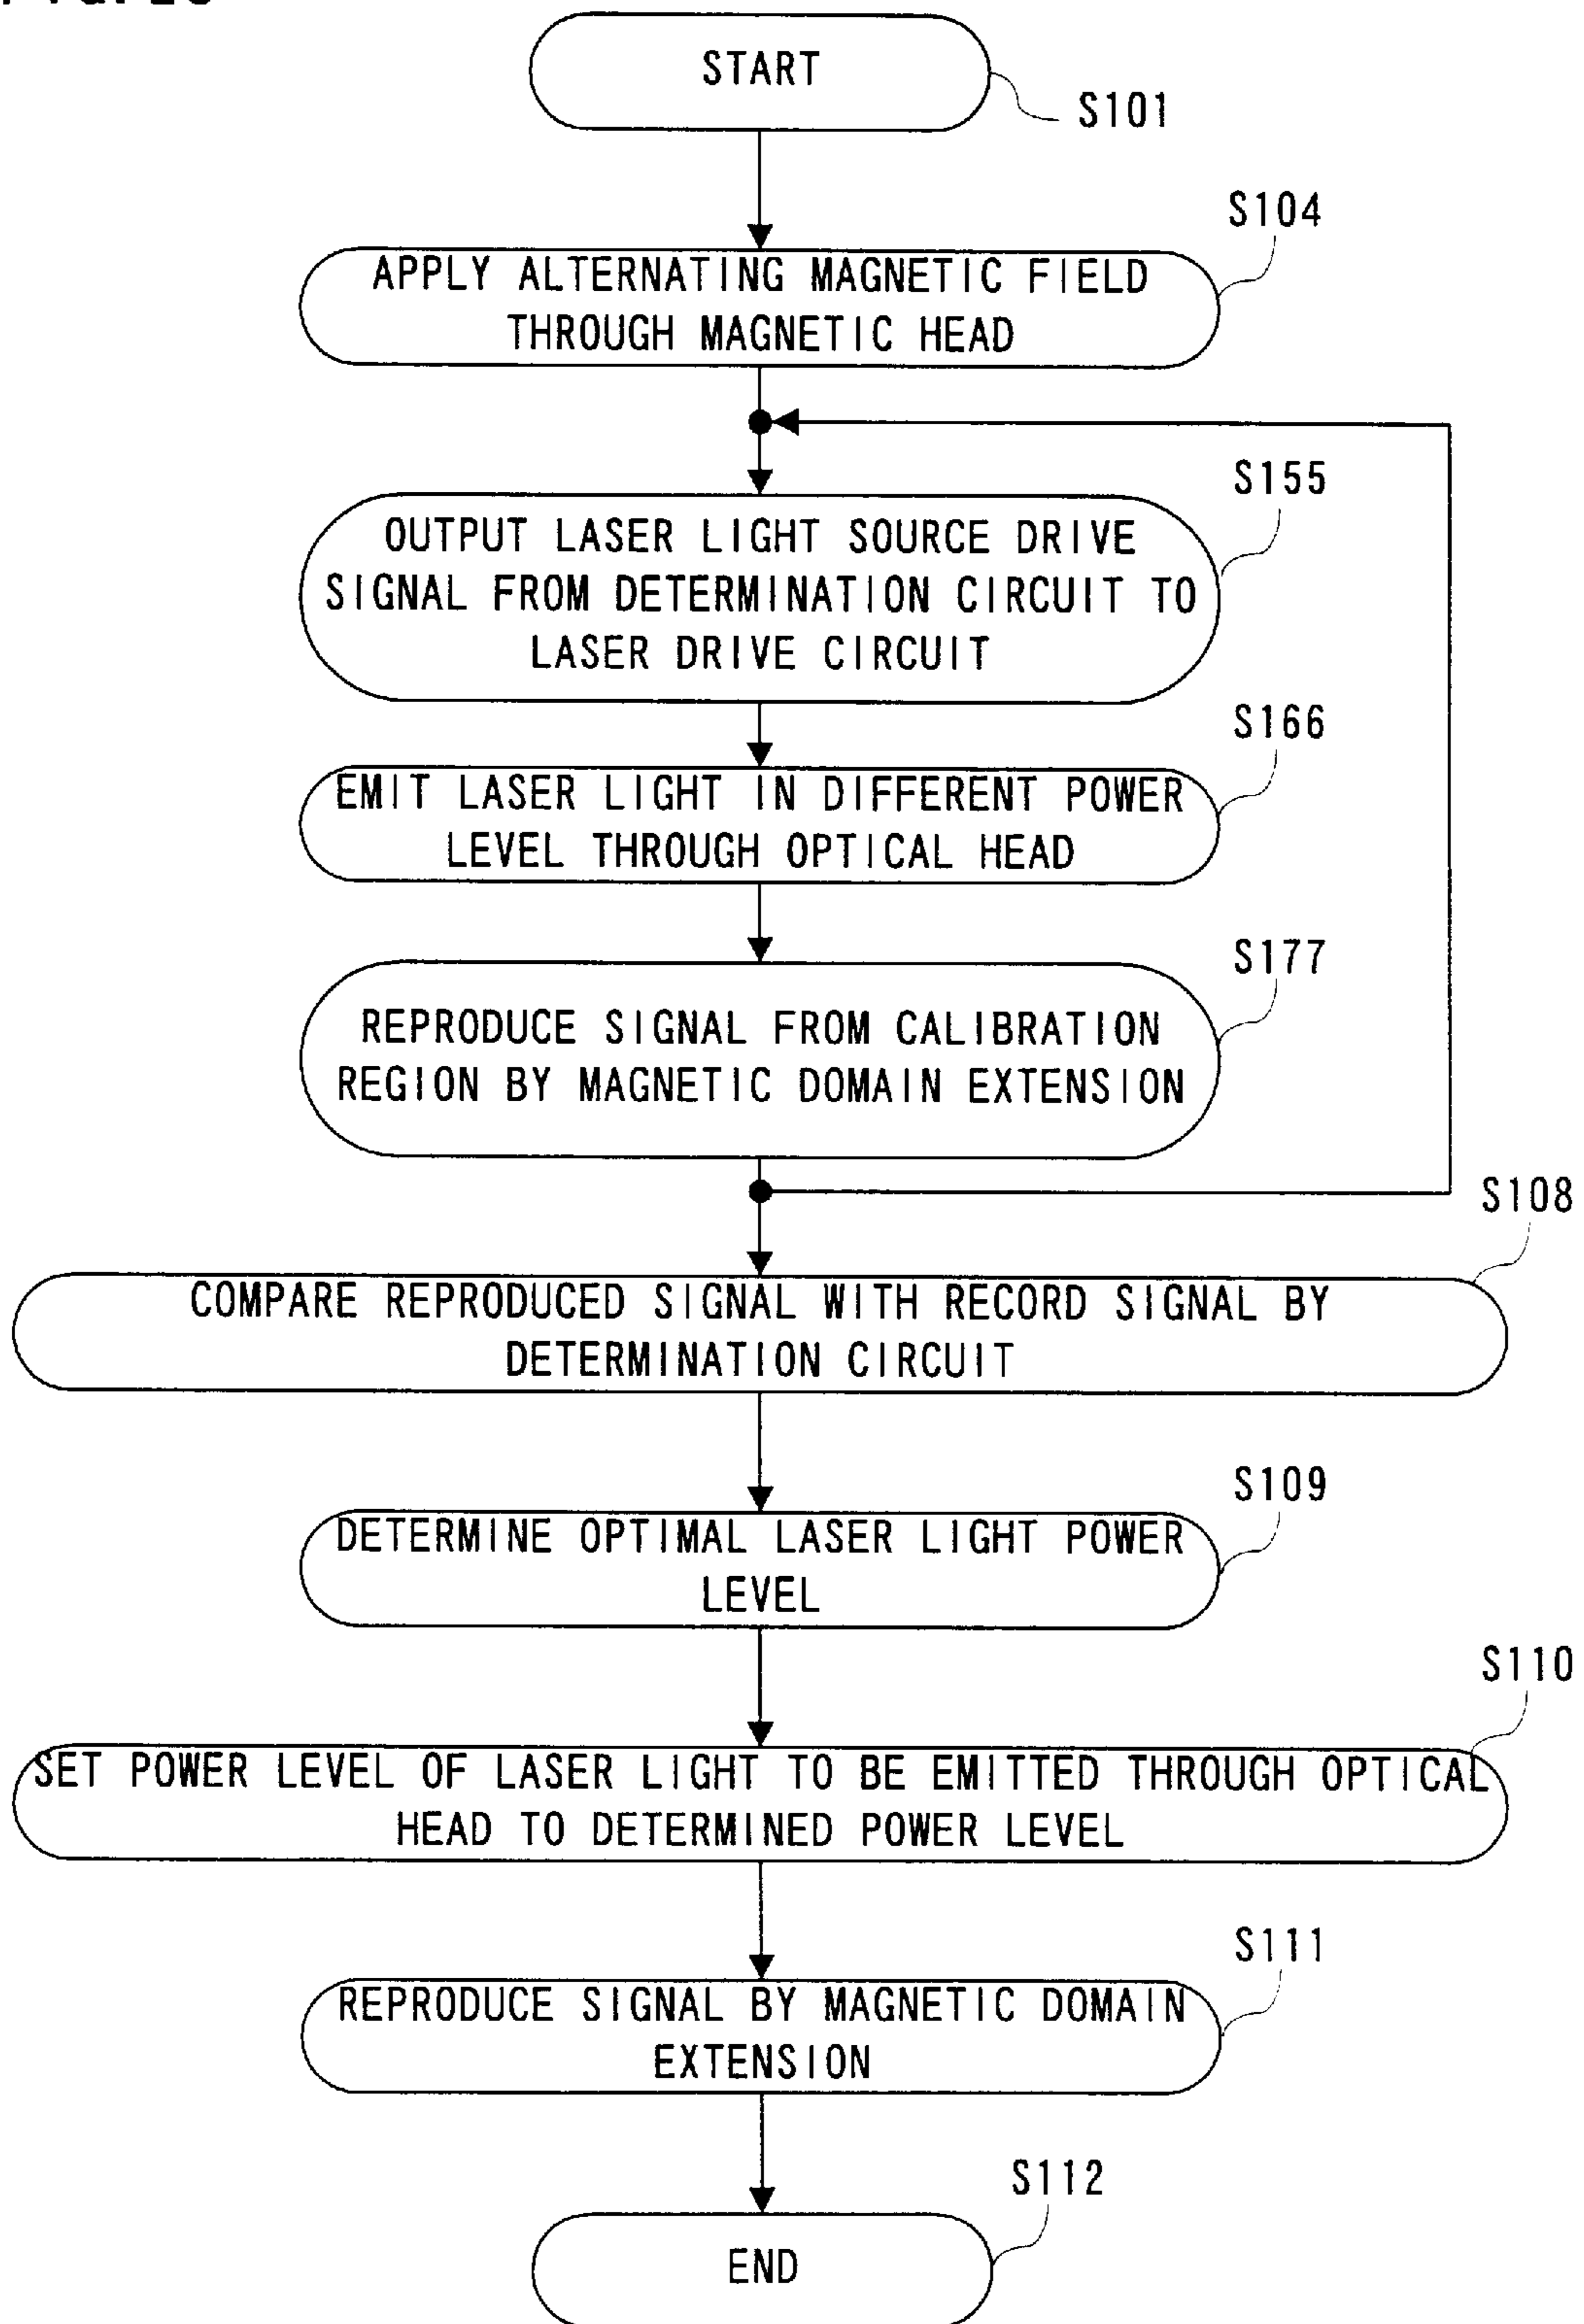 START
S101
S104
APPLY ALTERNATING MAGNETIC FIELD
THROUGH MAGNETIC HEAD
S155
OUTPUT LASER LIGHT SOURCE DRIVE
SIGNAL FROM DETERMINATION CIRCUIT TO
LASER DRIVE CIRCUIT
S166
EMIT LASER LIGHT IN DIFFERENT POWER
LEVEL THROUGH OPTICAL HEAD
S177
REPRODUCE SIGNAL FROM CALIBRATION
REGION BY MAGNETIC DOMAIN EXTENSION
S108
COMPARE REPRODUCED SIGNAL WITH RECORD SIGNAL BY
DETERMINATION CIRCUIT
S109
DETERMINE OPTIMAL LASER LIGHT POWER
LEVEL
S110
SET POWER LEVEL OF LASER LIGHT TO BE EMITTED THROUGH OPTICAL
HEAD TO DETERMINED POWER LEVEL
S111
REPRODUCE SIGNAL BY MAGNETIC DOMAIN
EXTENSION
S112
END